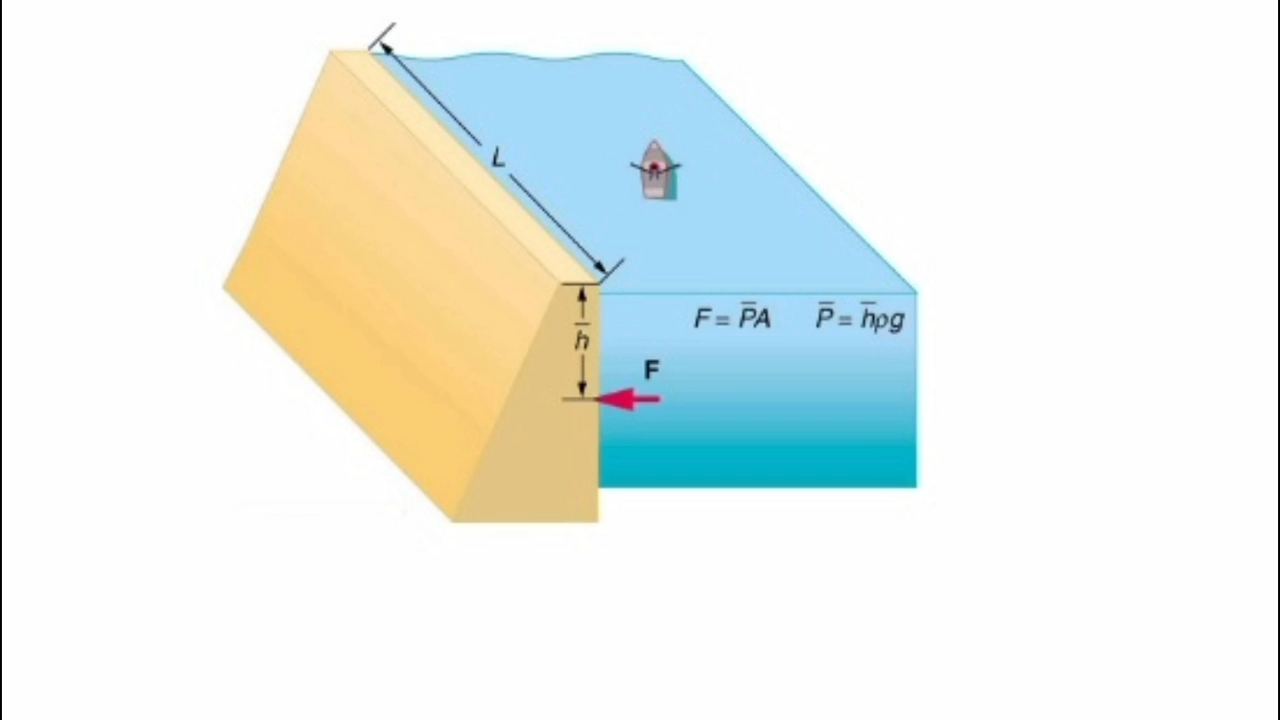 L
F = P̅A P̅ = h̅ρg
h̅
F